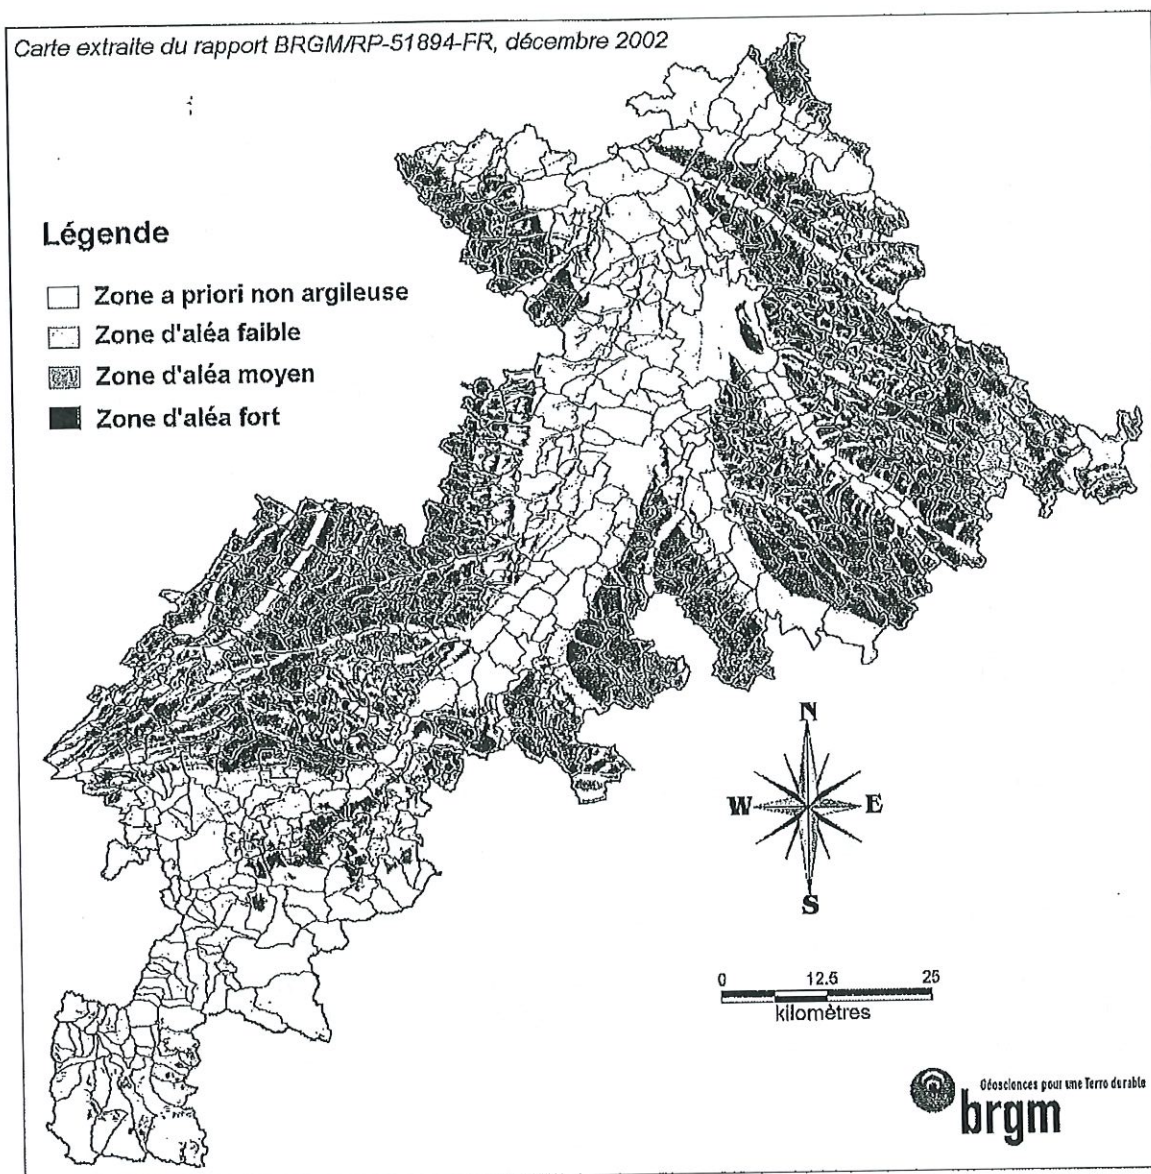 Carte extraite du rapport BRGM/RP-51894-FR, décembre 2002
Légende
Zone a priori non argileuse
Zone d'aléa faible
Zone d'aléa moyen
Zone d'aléa fort
N
W E
S
0 12.5 25
kilomètres
Géosciences pour une Terre durable
brgm